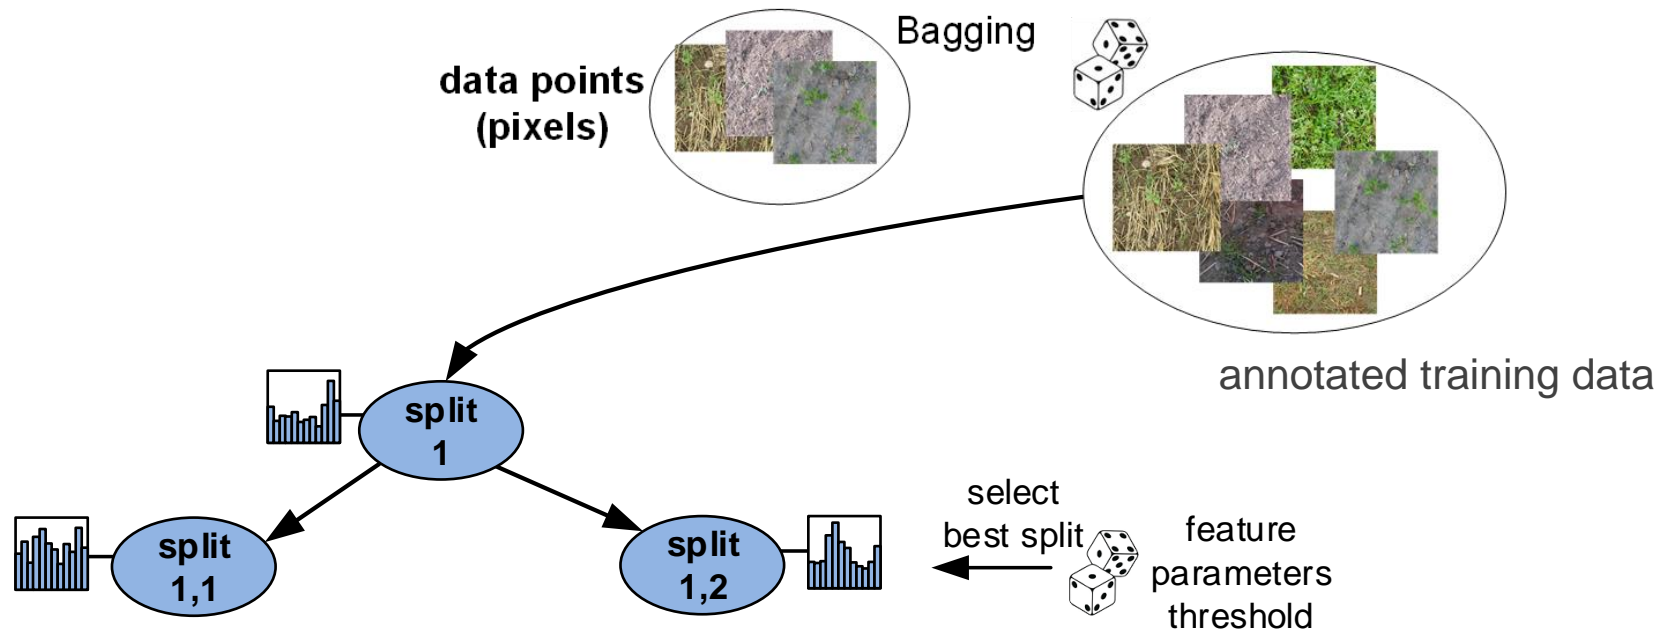 Bagging
data points
(pixels)
annotated training data
split
1
split
1,1
split
1,2
select
best split
feature
parameters
threshold